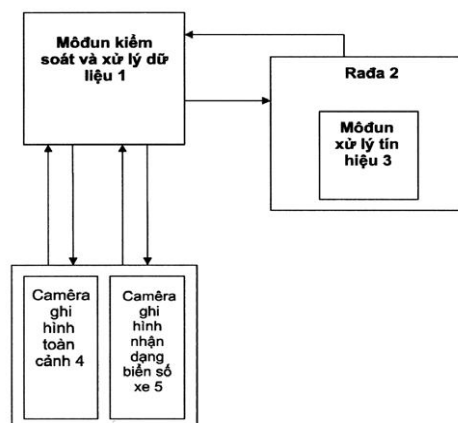 Môđun kiểm
soát và xử lý dữ
liệu 1
Rađa 2
Môđun
xử lý tín
hiệu 3
Camêra
ghi
hình
toàn
cảnh 4
Camêra
ghi
hình
nhận
dạng
biển số
xe 5